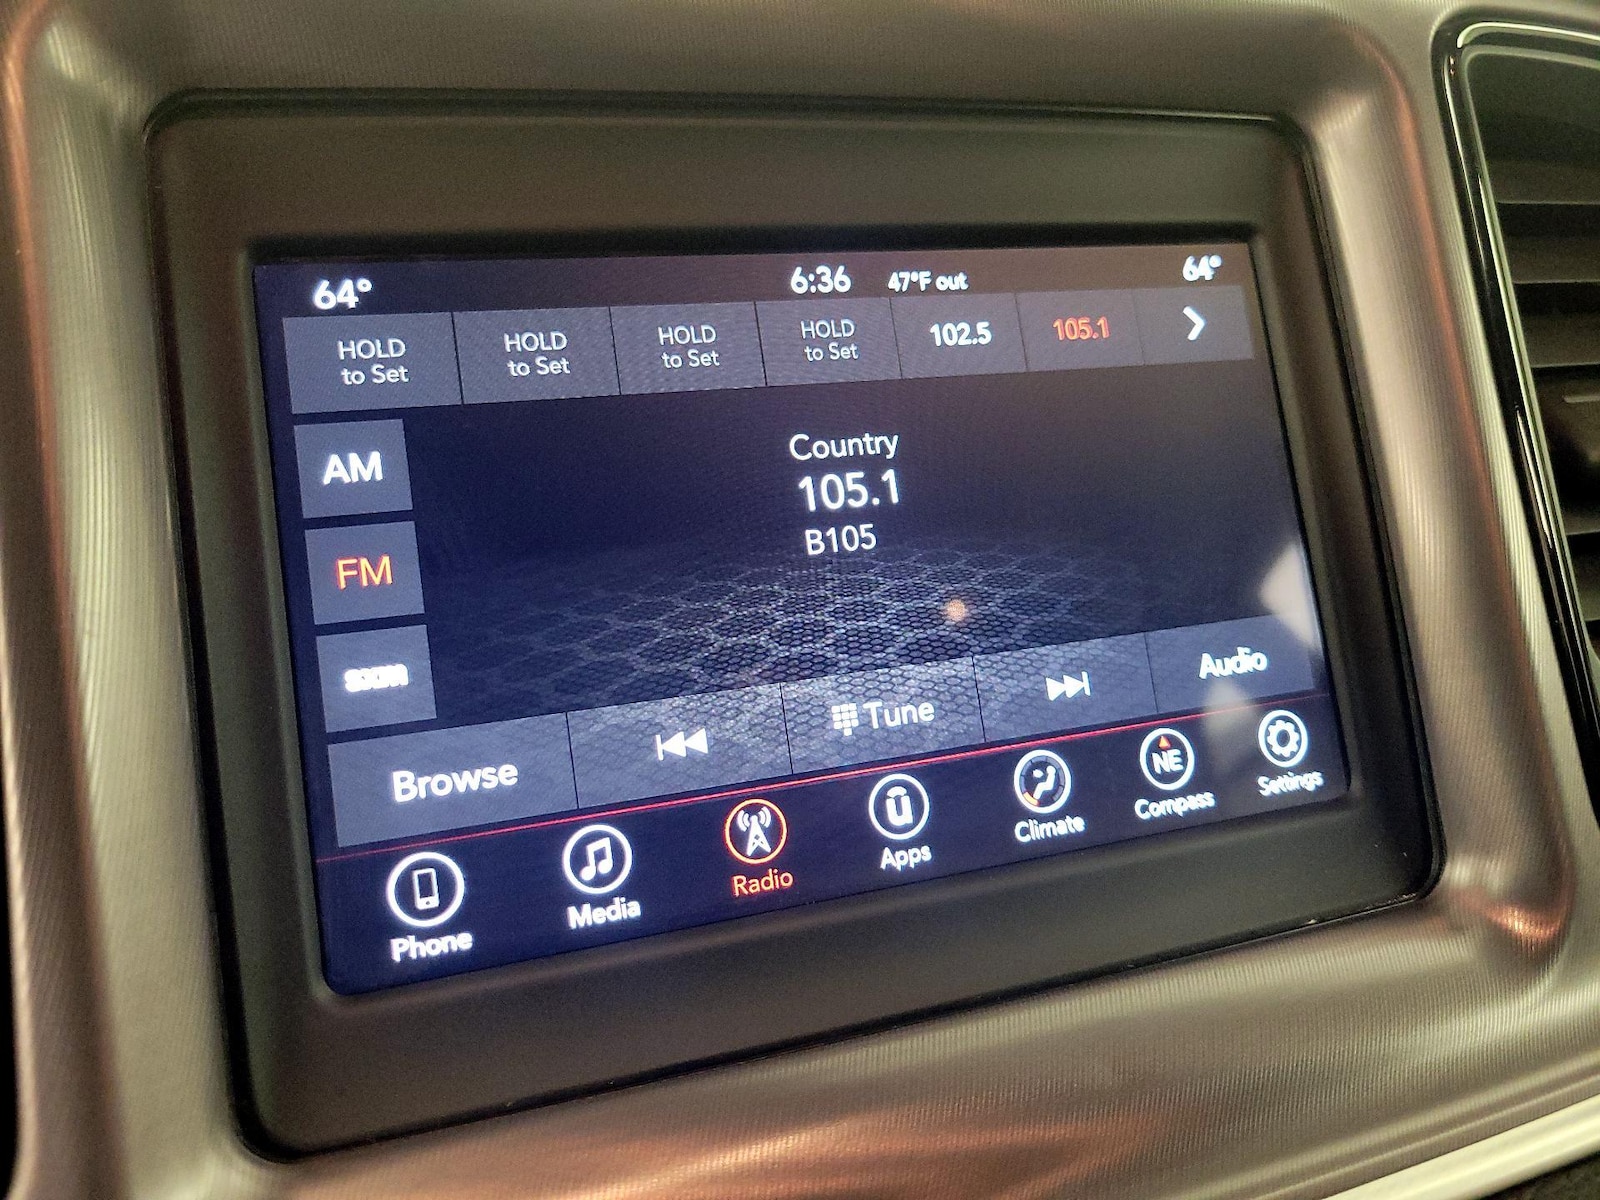 64° 6:36 47°F out 64°
HOLD to Set
HOLD to Set
HOLD to Set
HOLD to Set
102.5
105.1
AM
FM
SXM
Country
105.1
B105
Browse
Tune
Audio
Phone
Media
Radio
Apps
Climate
NE
Compass
Settings